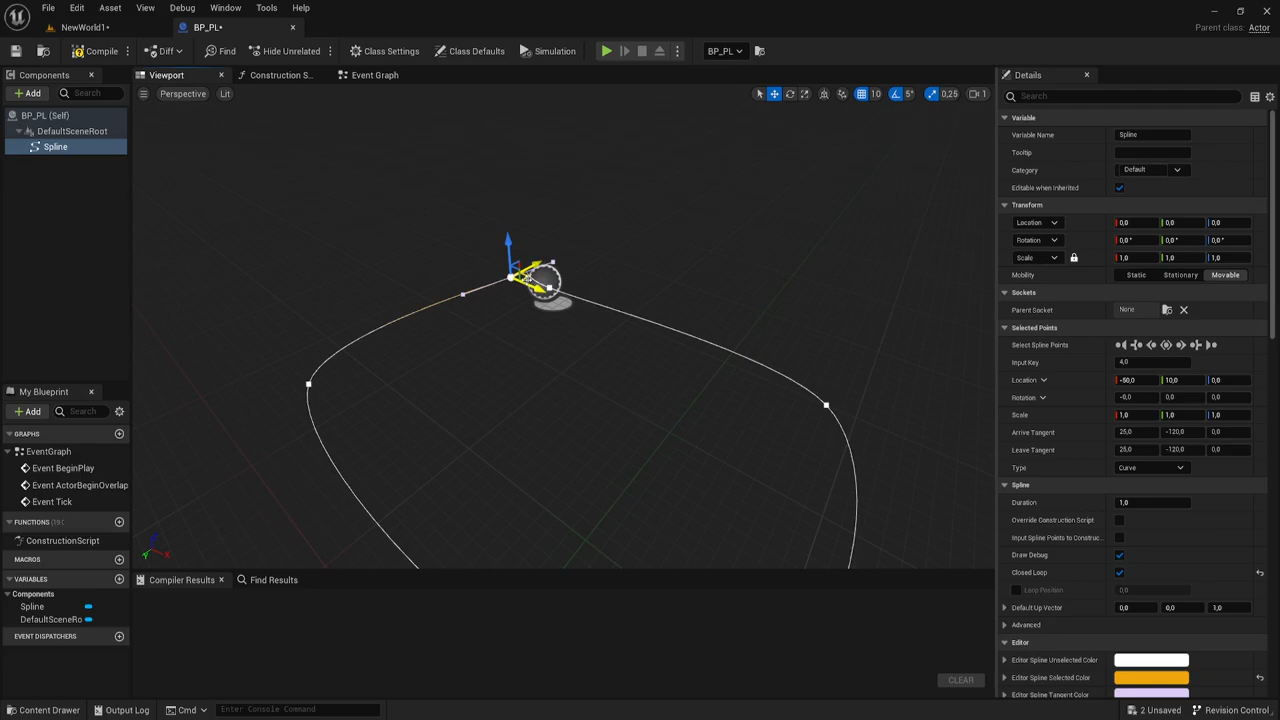 File Edit Asset View Debug Window Tools Help
NewWorld1•
BP_PL•
Parent class: Actor
Compile
Diff
Find
Hide Unrelated
Class Settings
Class Defaults
Simulation
BP_PL
Components
Viewport
Construction S...
Event Graph
Details
Add
Search
Perspective
Lit
10
5°
0,25
1
Search
BP_PL (Self)
DefaultSceneRoot
Spline
Variable
Variable Name
Spline
Tooltip
Category
Default
Editable when Inherited
Transform
Location
0,0
0,0
0,0
Rotation
0,0 °
0,0 °
0,0 °
Scale
1,0
1,0
1,0
Mobility
Static
Stationary
Movable
Sockets
Parent Socket
None
Selected Points
Select Spline Points
Input Key
4,0
Location
-50,0
10,0
0,0
Rotation
-0,0
0,0
0,0
Scale
1,0
1,0
1,0
Arrive Tangent
25,0
-120,0
0,0
Leave Tangent
25,0
-120,0
0,0
Type
Curve
Spline
Duration
1,0
Override Construction Script
Input Spline Points to Construc...
Draw Debug
Closed Loop
Loop Position
0,0
Default Up Vector
0,0
0,0
1,0
Advanced
Editor
Editor Spline Unselected Color
Editor Spline Selected Color
Editor Spline Tangent Color
My Blueprint
Add
Search
GRAPHS
EventGraph
Event BeginPlay
Event ActorBeginOverlap
Event Tick
FUNCTIONS
ConstructionScript
MACROS
VARIABLES
Components
Spline
DefaultSceneRo
EVENT DISPATCHERS
Compiler Results
Find Results
CLEAR
Content Drawer
Output Log
Cmd
Enter Console Command
2 Unsaved
Revision Control